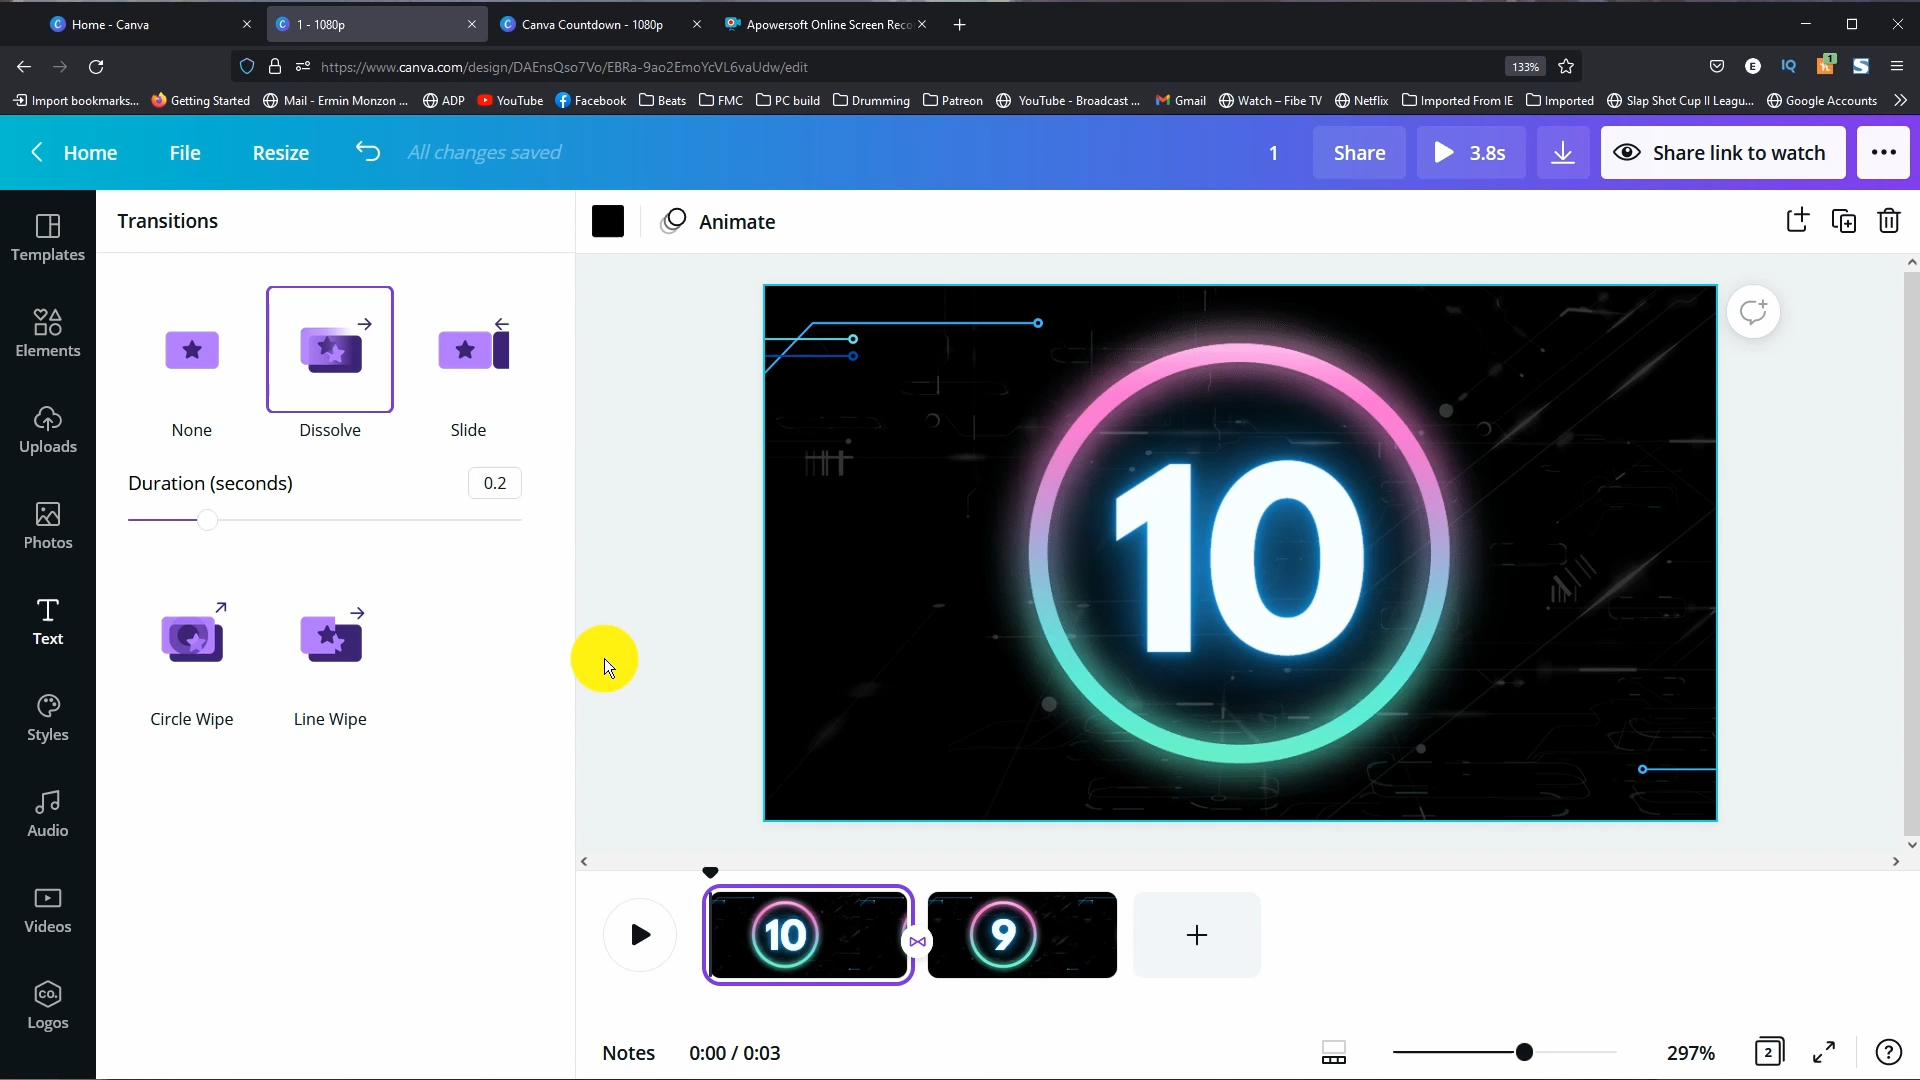 Home - Canva
1 - 1080p
Canva Countdown - 1080p
Apowersoft Online Screen Reco
https://www.canva.com/design/DAEnsQso7Vo/EBRa-9ao2EmoYcVL6vaUdw/edit
133%
Import bookmarks...
Getting Started
Mail - Ermin Monzon ...
ADP
YouTube
Facebook
Beats
FMC
PC build
Drumming
Patreon
YouTube - Broadcast ...
Gmail
Watch – Fibe TV
Netflix
Imported From IE
Imported
Slap Shot Cup II Leagu...
Google Accounts
Home
File
Resize
All changes saved
1
Share
3.8s
Share link to watch
Templates
Elements
Uploads
Photos
Text
Styles
Audio
Videos
CO.
Logos
Transitions
None
Dissolve
Slide
Duration (seconds)
0.2
Circle Wipe
Line Wipe
Animate
10
10
9
Notes
0:00 / 0:03
297%
2